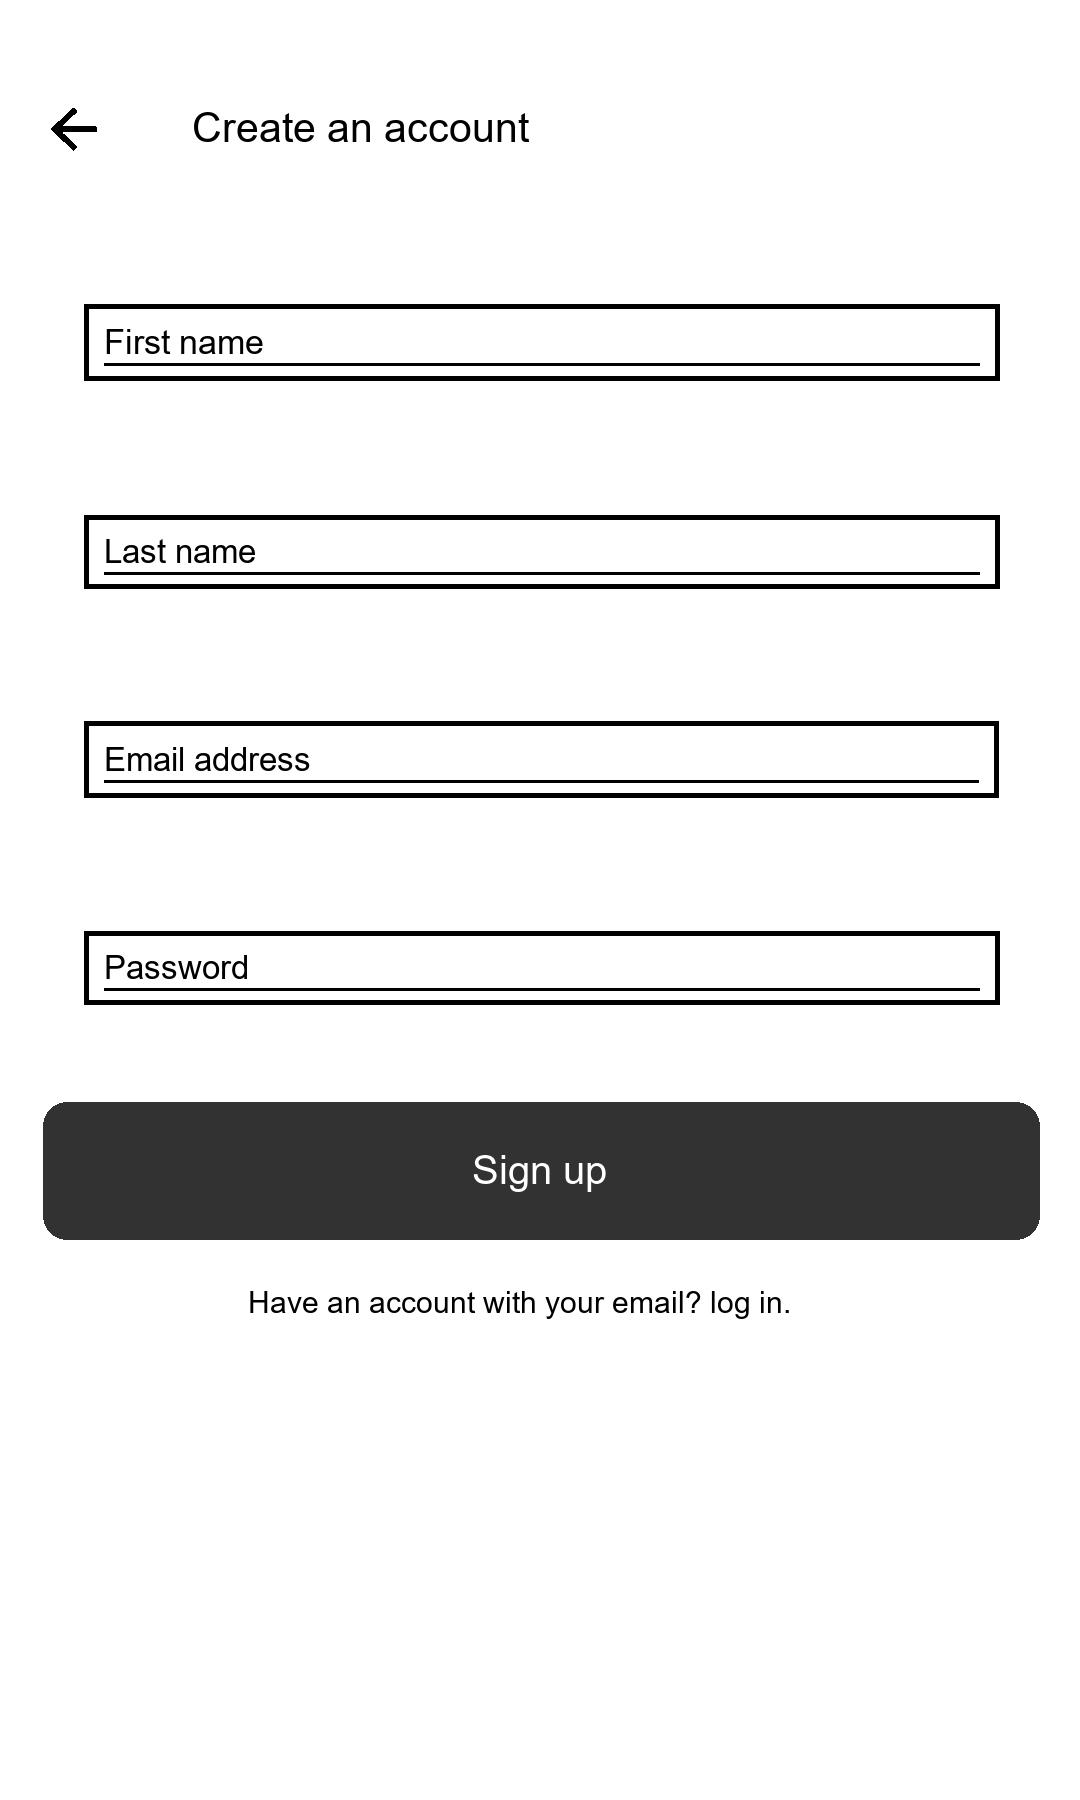 Create an account
First name
Last name
Email address
Password
Sign up
Have an account with your email? log in.